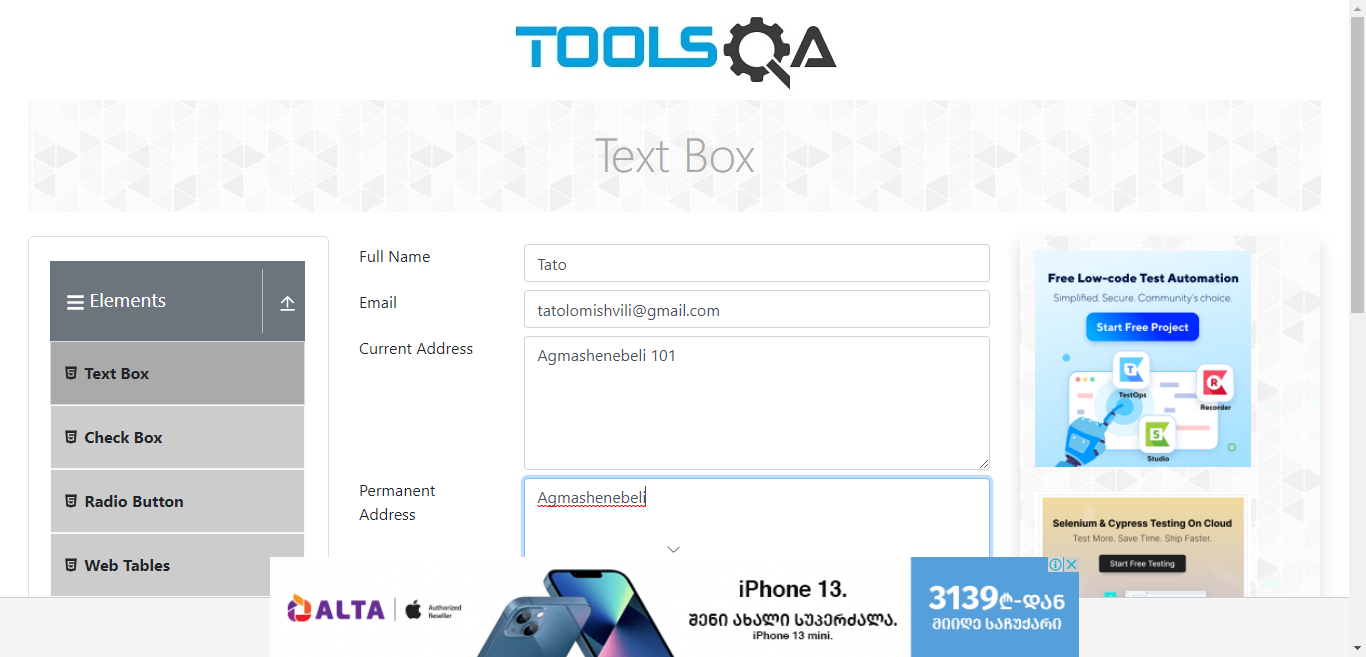 TOOLSQA
Text Box
Elements
Text Box
Check Box
Radio Button
Web Tables
Full Name
Tato
Email
tatolomishvili@gmail.com
Current Address
Agmashenebeli 101
Permanent
Address
Agmashenebeli
Free Low-code Test Automation
Simplified. Secure. Community's choice.
Start Free Project
T
TestOps
R
Recorder
S
Studio
Selenium & Cypress Testing On Cloud
Test More. Save Time. Ship Faster.
Start Free Testing
ALTA
Authorized
Reseller
iPhone 13.
შენი ახალი სუპერძალა.
iPhone 13 mini.
3139₾-დან
მიიღე საჩუქარი